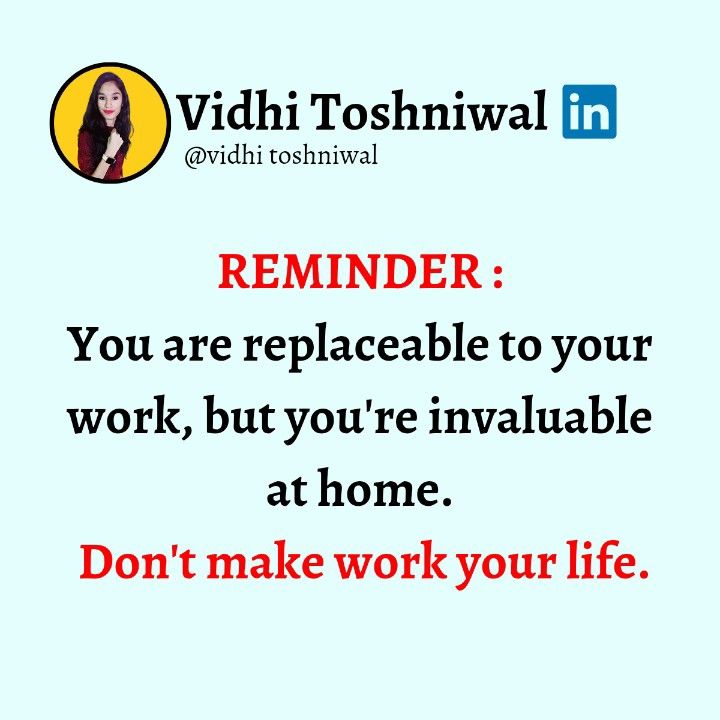 Vidhi Toshniwal in
@vidhi toshniwal
REMINDER :
You are replaceable to your
work, but you're invaluable
at home.
Don't make work your life.